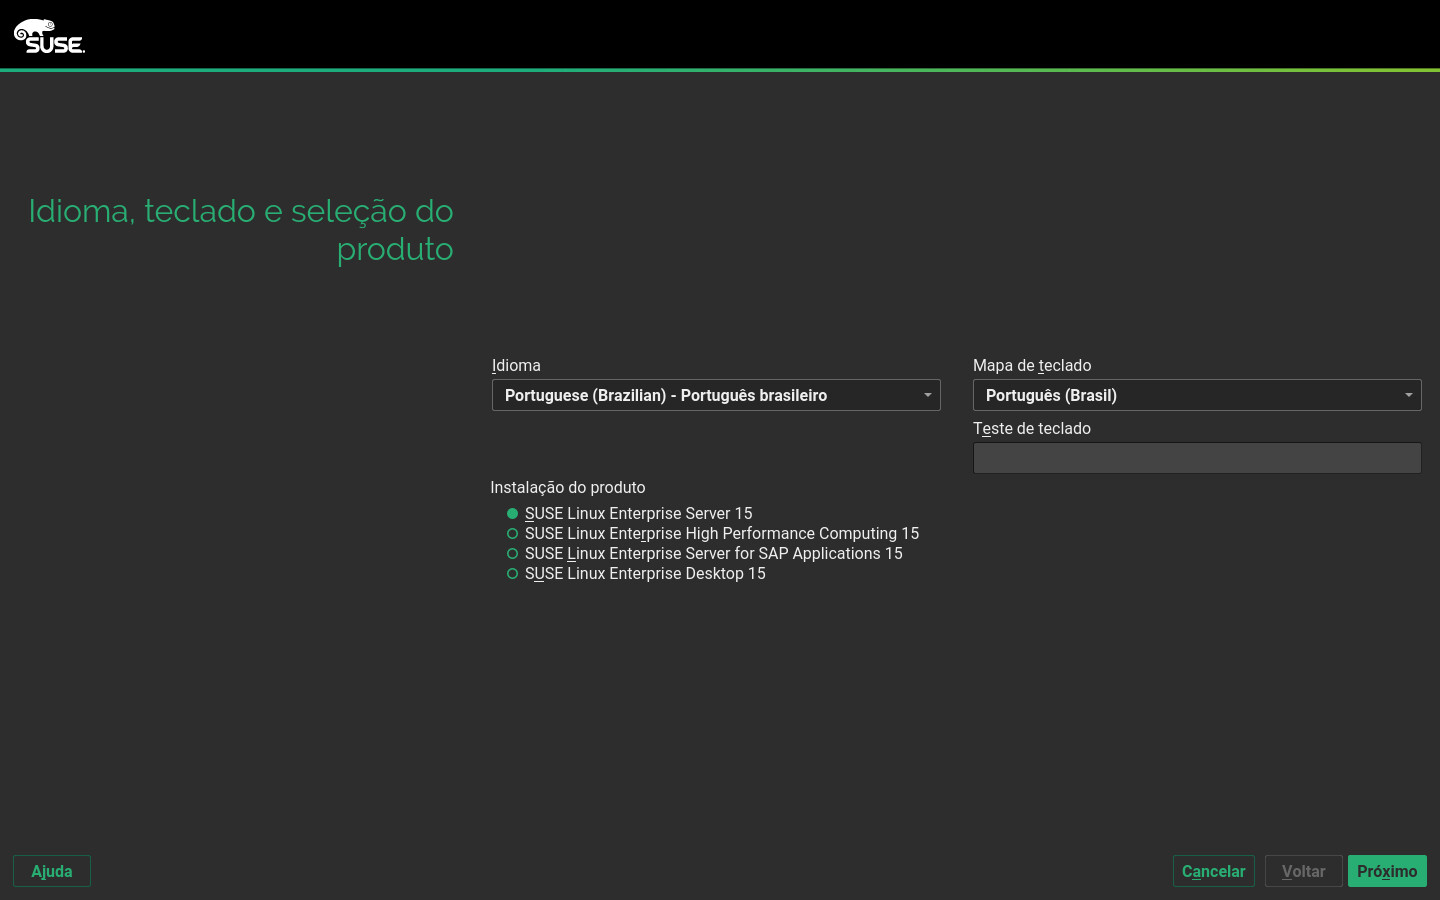 SUSE.
Idioma, teclado e seleção do
produto
Idioma
Portuguese (Brazilian) - Português brasileiro
Mapa de teclado
Português (Brasil)
Teste de teclado
Instalação do produto
SUSE Linux Enterprise Server 15
SUSE Linux Enterprise High Performance Computing 15
SUSE Linux Enterprise Server for SAP Applications 15
SUSE Linux Enterprise Desktop 15
Ajuda
Cancelar
Voltar
Próximo